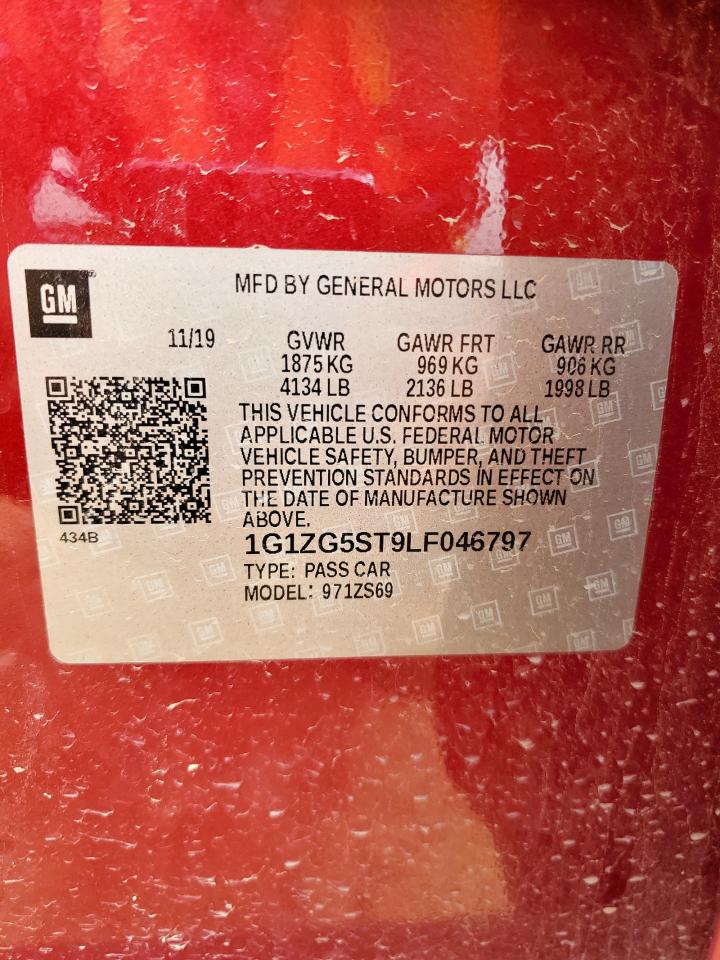 GM
MFD BY GENERAL MOTORS LLC
11/19 GVWR GAWR FRT GAWR RR
1875 KG 969 KG 906 KG
4134 LB 2136 LB 1998 LB
THIS VEHICLE CONFORMS TO ALL
APPLICABLE U.S. FEDERAL MOTOR
VEHICLE SAFETY, BUMPER, AND THEFT
PREVENTION STANDARDS IN EFFECT ON
THE DATE OF MANUFACTURE SHOWN
ABOVE.
434B
1G1ZG5ST9LF046797
TYPE: PASS CAR
MODEL: 971ZS69